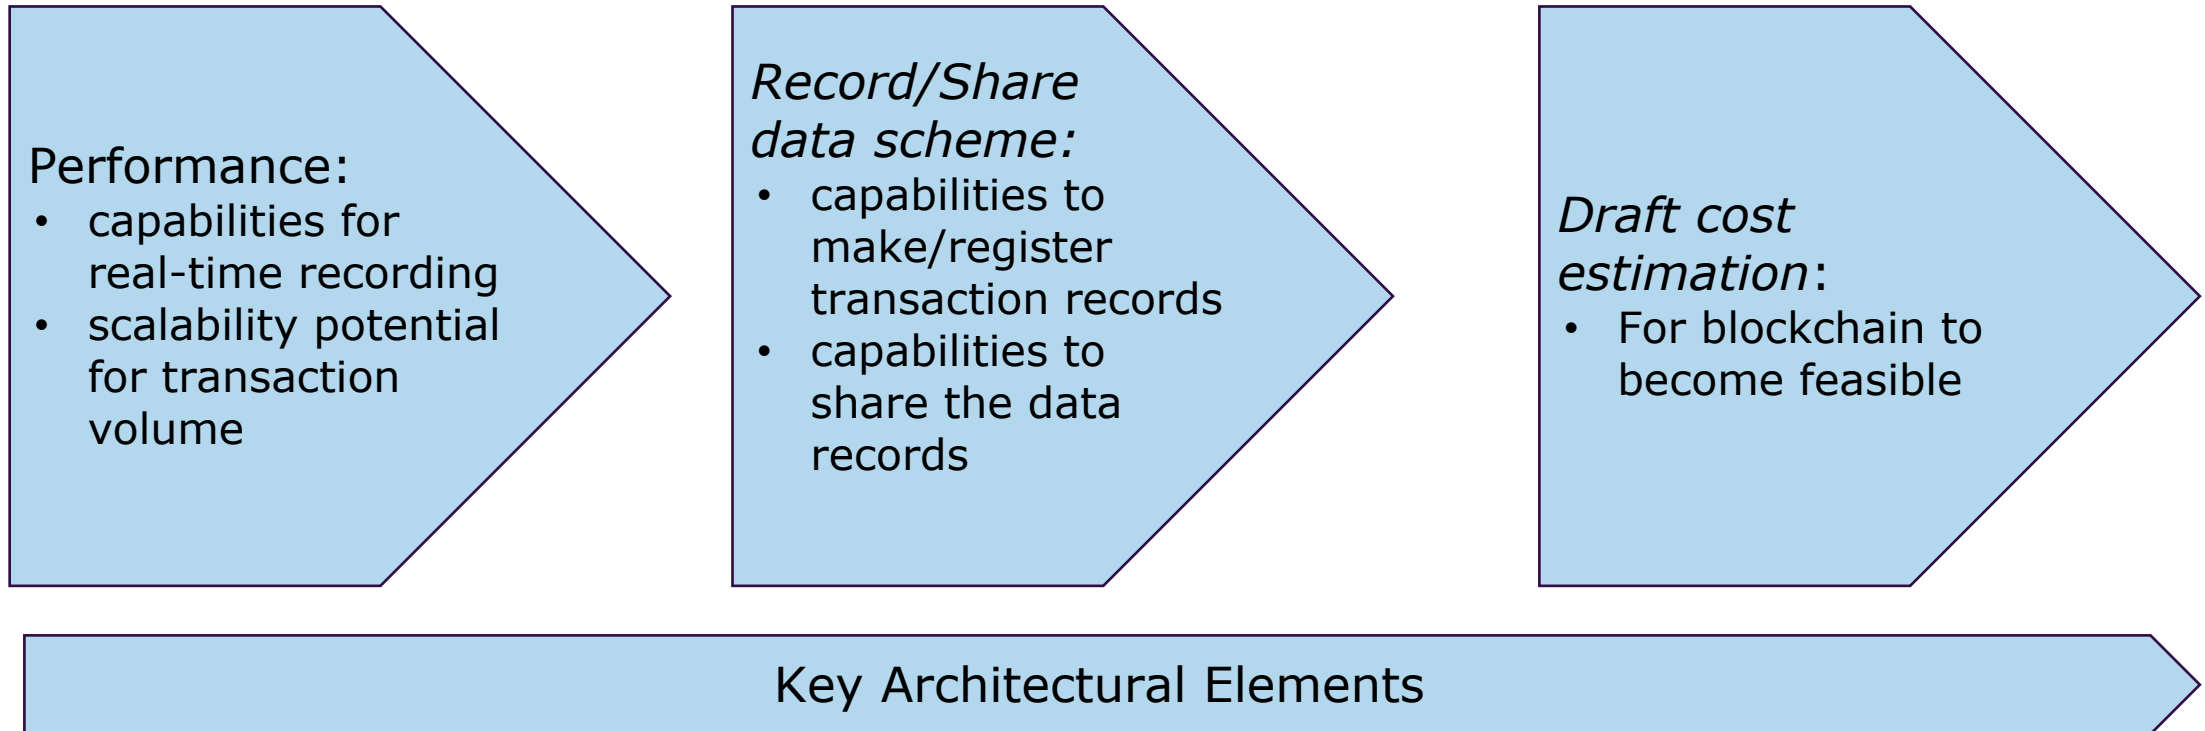 Performance:
• capabilities for
real-time recording
• scalability potential
for transaction
volume
Record/Share
data scheme:
• capabilities to
make/register
transaction records
• capabilities to
share the data
records
Draft cost
estimation:
• For blockchain to
become feasible
Key Architectural Elements